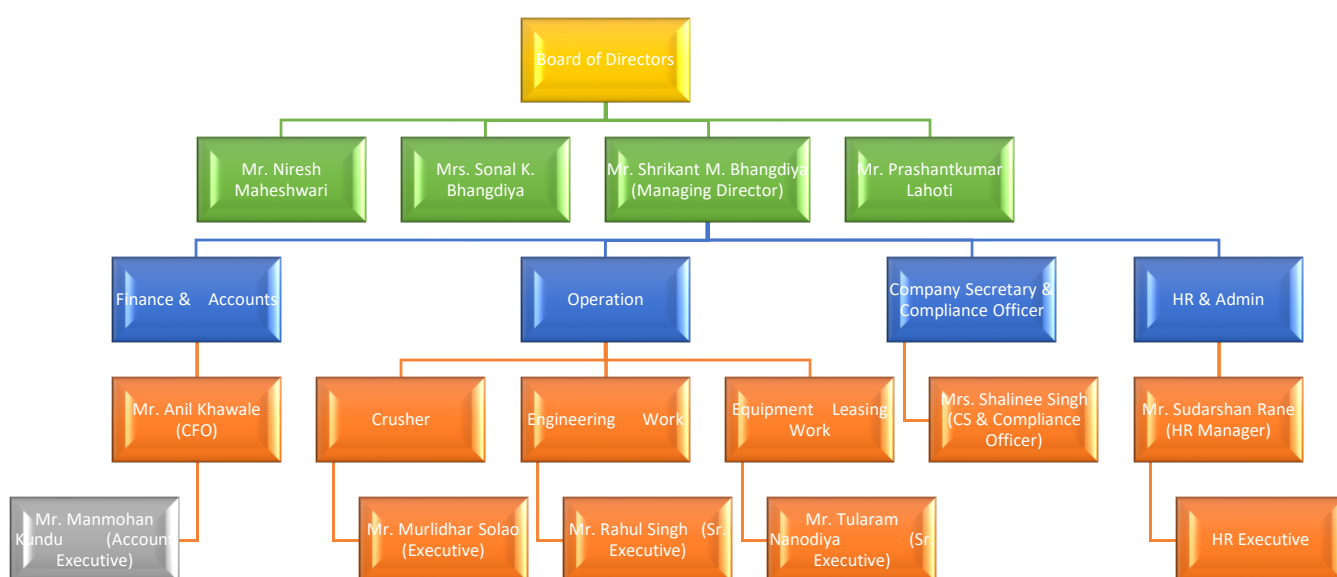 Board of Directors
Mr. Niresh
Maheshwari
Mrs. Sonal K.
Bhangdiya
Mr. Shrikant M. Bhangdiya
(Managing Director)
Mr. Prashantkumar
Lahoti
Finance & Accounts
Operation
Company Secretary &
Compliance Officer
HR & Admin
Mr. Anil Khawale
(CFO)
Crusher
Engineering Work
Equipment Leasing
Work
Mrs. Shalinee Singh
(CS & Compliance
Officer)
Mr. Sudarshan Rane
(HR Manager)
Mr. Manmohan
Kundu (Account
Executive)
Mr. Murlidhar Solao
(Executive)
Mr. Rahul Singh (Sr.
Executive)
Mr. Tularam
Nanodiya (Sr
Executive)
HR Executive